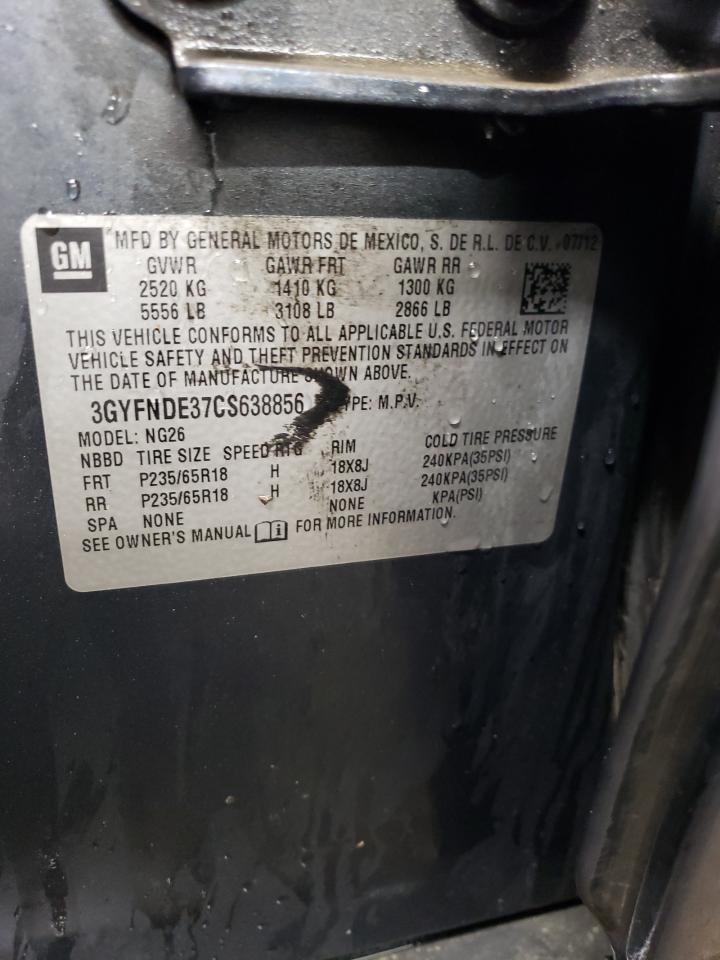 GM
MFD BY GENERAL MOTORS DE MEXICO, S. DE R.L. DE C.V. 07/12
GVWR GAWR FRT GAWR RR
2520 KG 1410 KG 1300 KG
5556 LB 3108 LB 2866 LB
THIS VEHICLE CONFORMS TO ALL APPLICABLE U.S. FEDERAL MOTOR
VEHICLE SAFETY AND THEFT PREVENTION STANDARDS IN EFFECT ON
THE DATE OF MANUFACTURE SHOWN ABOVE.
3GYFNDE37CS638856 TYPE: M.P.V.
MODEL: NG26
NBBD TIRE SIZE SPEED RTG RIM COLD TIRE PRESSURE
FRT P235/65R18 H 18X8J 240KPA(35PSI)
RR P235/65R18 H 18X8J 240KPA(35PSI)
SPA NONE NONE KPA(PSI)
SEE OWNER'S MANUAL FOR MORE INFORMATION.